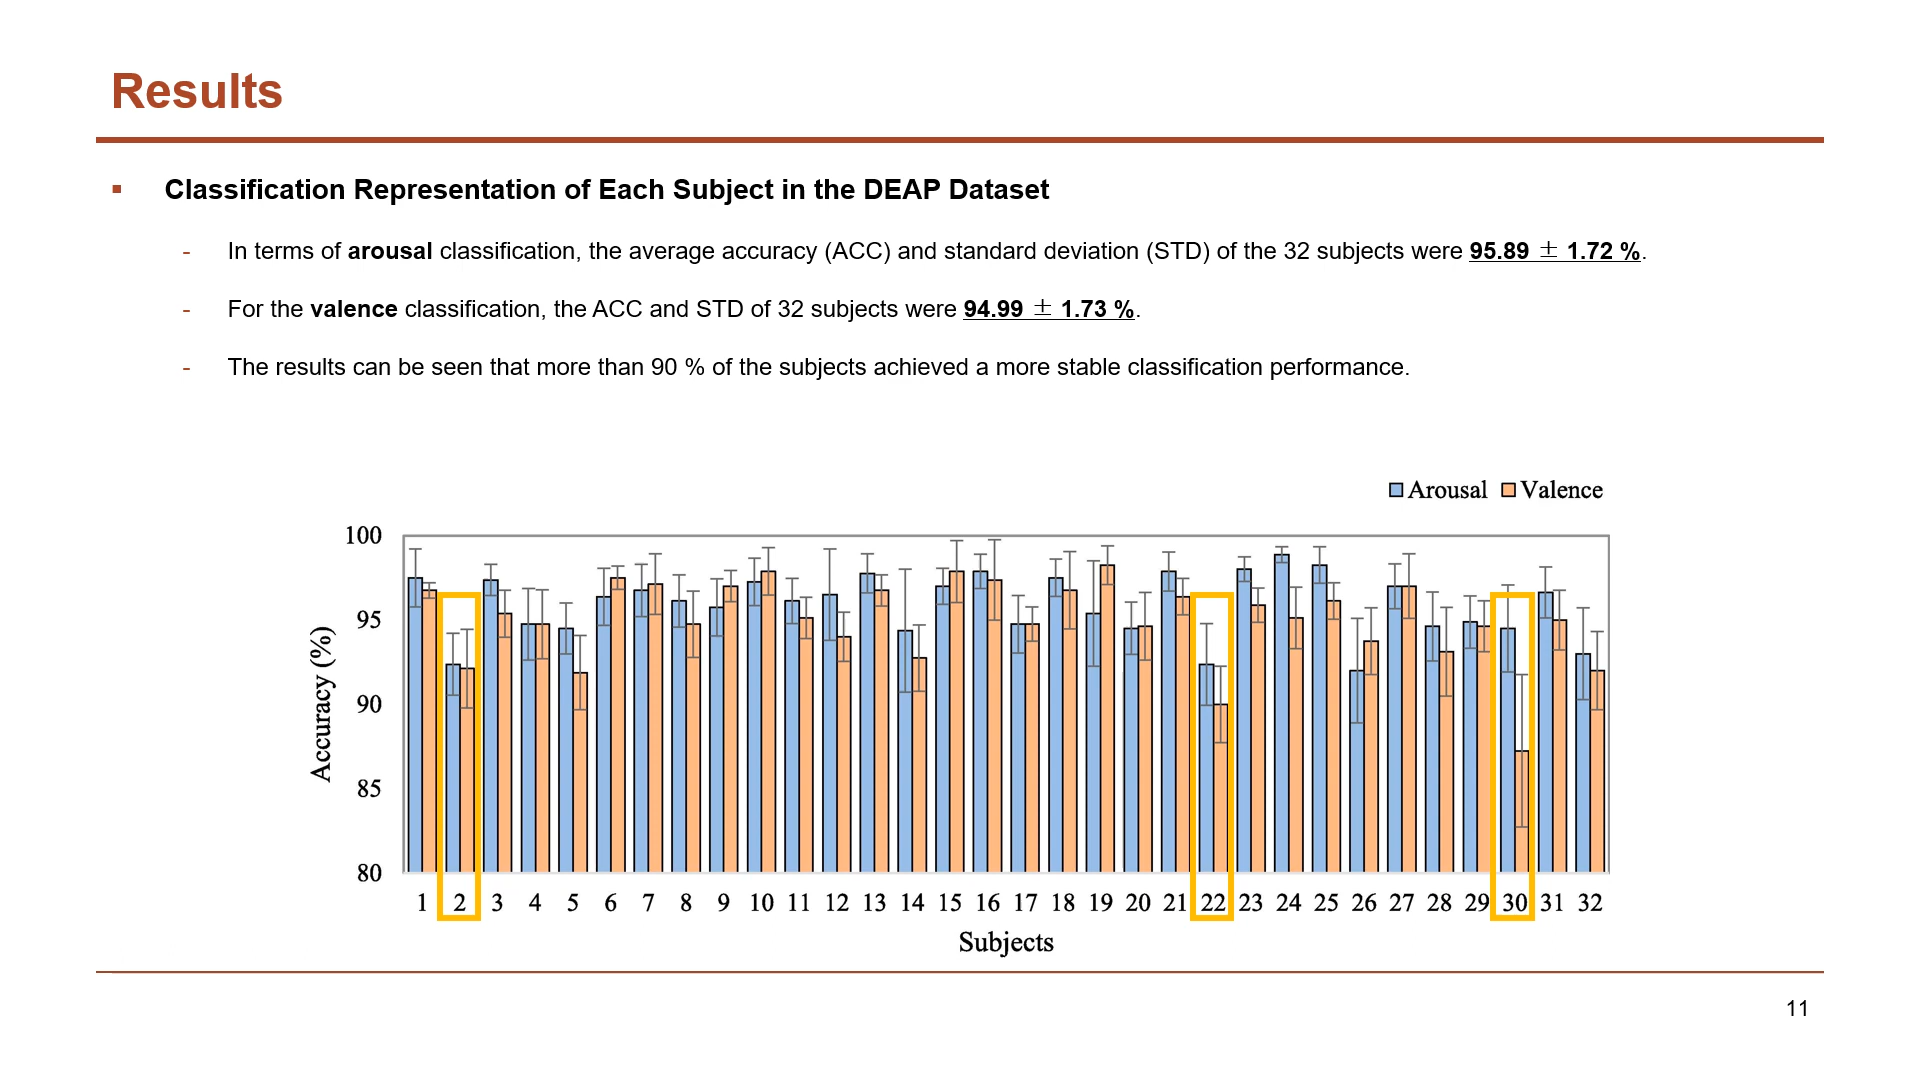 Results
▪ Classification Representation of Each Subject in the DEAP Dataset
- In terms of arousal classification, the average accuracy (ACC) and standard deviation (STD) of the 32 subjects were 95.89 ± 1.72 %.
- For the valence classification, the ACC and STD of 32 subjects were 94.99 ± 1.73 %.
- The results can be seen that more than 90 % of the subjects achieved a more stable classification performance.
Arousal Valence
100
95
90
85
80
Accuracy (%)
1 2 3 4 5 6 7 8 9 10 11 12 13 14 15 16 17 18 19 20 21 22 23 24 25 26 27 28 29 30 31 32
Subjects
11